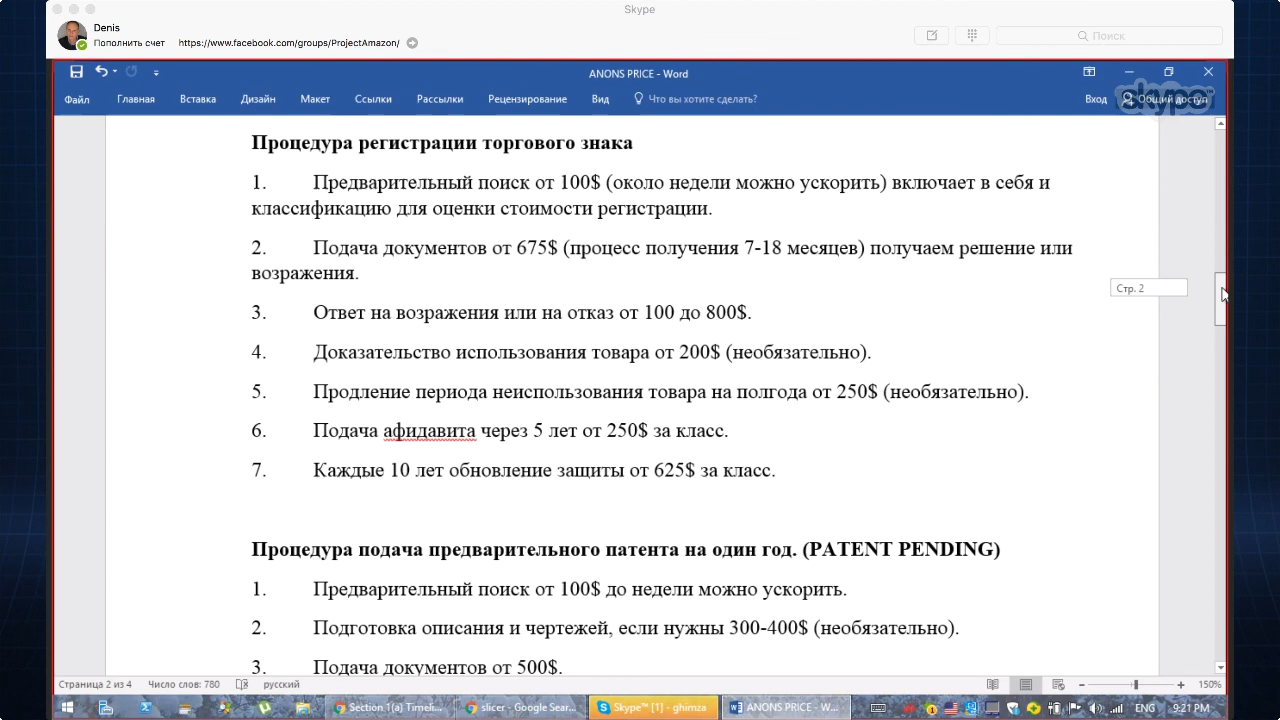 Skype
Denis
Пополнить счет https://www.facebook.com/groups/ProjectAmazon/
Поиск
ANONS PRICE - Word
Файл Главная Вставка Дизайн Макет Ссылки Рассылки Рецензирование Вид Что вы хотите сделать? Вход Общий доступ
skype
Процедура регистрации торгового знака
1. Предварительный поиск от 100$ (около недели можно ускорить) включает в себя и
классификацию для оценки стоимости регистрации.
2. Подача документов от 675$ (процесс получения 7-18 месяцев) получаем решение или
возражения.
Стр. 2
3. Ответ на возражения или на отказ от 100 до 800$.
4. Доказательство использования товара от 200$ (необязательно).
5. Продление периода неиспользования товара на полгода от 250$ (необязательно).
6. Подача афидавита через 5 лет от 250$ за класс.
7. Каждые 10 лет обновление защиты от 625$ за класс.
Процедура подача предварительного патента на один год. (PATENT PENDING)
1. Предварительный поиск от 100$ до недели можно ускорить.
2. Подготовка описания и чертежей, если нужны 300-400$ (необязательно).
3. Подача документов от 500$.
Страница 2 из 4 Число слов: 780 русский 150%
Section 1(a) Timeli... slicer - Google Sear... Skype™ [1] - ghimza ANONS PRICE - W... ENG 9:21 PM